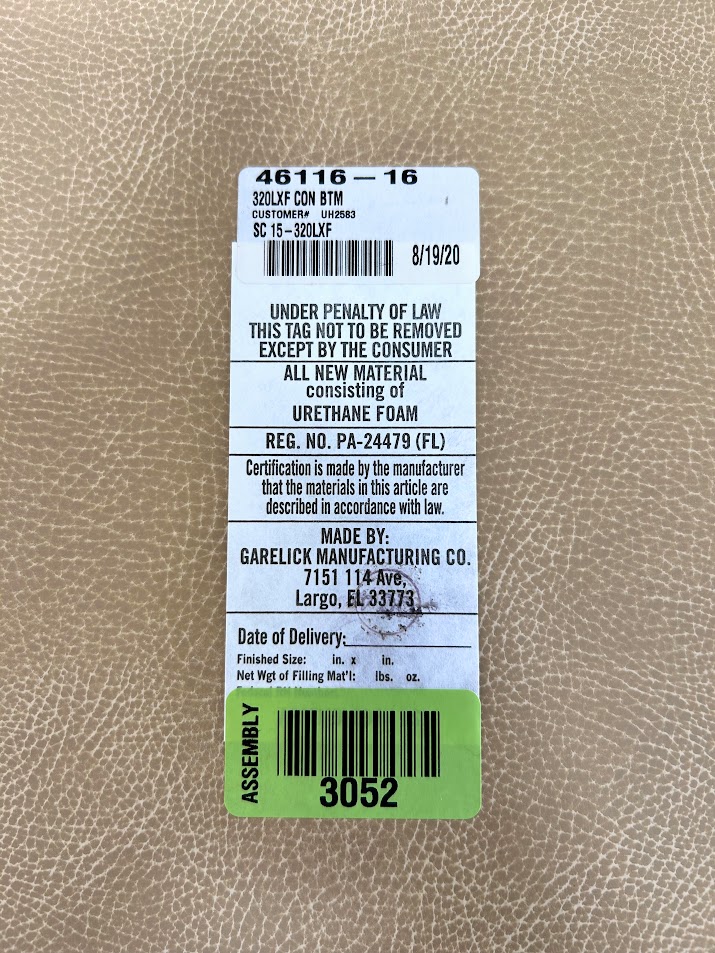 46116-16
320LXF CON BTM
CUSTOMER# UH2583
SC 15-320LXF
8/19/20
UNDER PENALTY OF LAW
THIS TAG NOT TO BE REMOVED
EXCEPT BY THE CONSUMER
ALL NEW MATERIAL
consisting of
URETHANE FOAM
REG. NO. PA-24479 (FL)
Certification is made by the manufacturer
that the materials in this article are
described in accordance with law.
MADE BY:
GARELICK MANUFACTURING CO.
7151 114 Ave,
Largo, FL 33773
Date of Delivery:
Finished Size: in. x in.
Net Wgt of Filling Mat'l: lbs. oz.
ASSEMBLY
3052